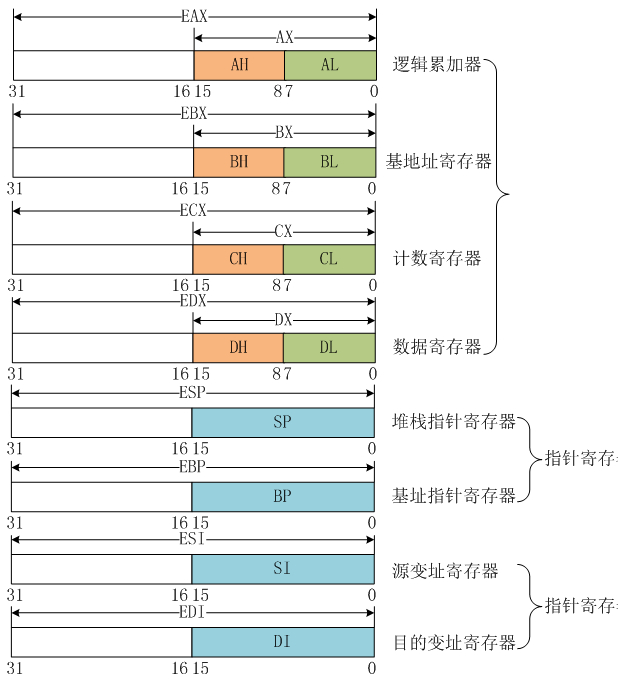 EAX
AX
AH AL 逻辑累加器
31 16 15 8 7 0
EBX
BX
BH BL 基地址寄存器
31 16 15 8 7 0
ECX
CX
CH CL 计数寄存器
31 16 15 8 7 0
EDX
DX
DH DL 数据寄存器
31 16 15 8 7 0
ESP
SP 堆栈指针寄存器
31 16 15 0
指针寄存
EBP
BP 基址指针寄存器
31 16 15 0
ESI
SI 源变址寄存器
31 16 15 0
指针寄存
EDI
DI 目的变址寄存器
31 16 15 0